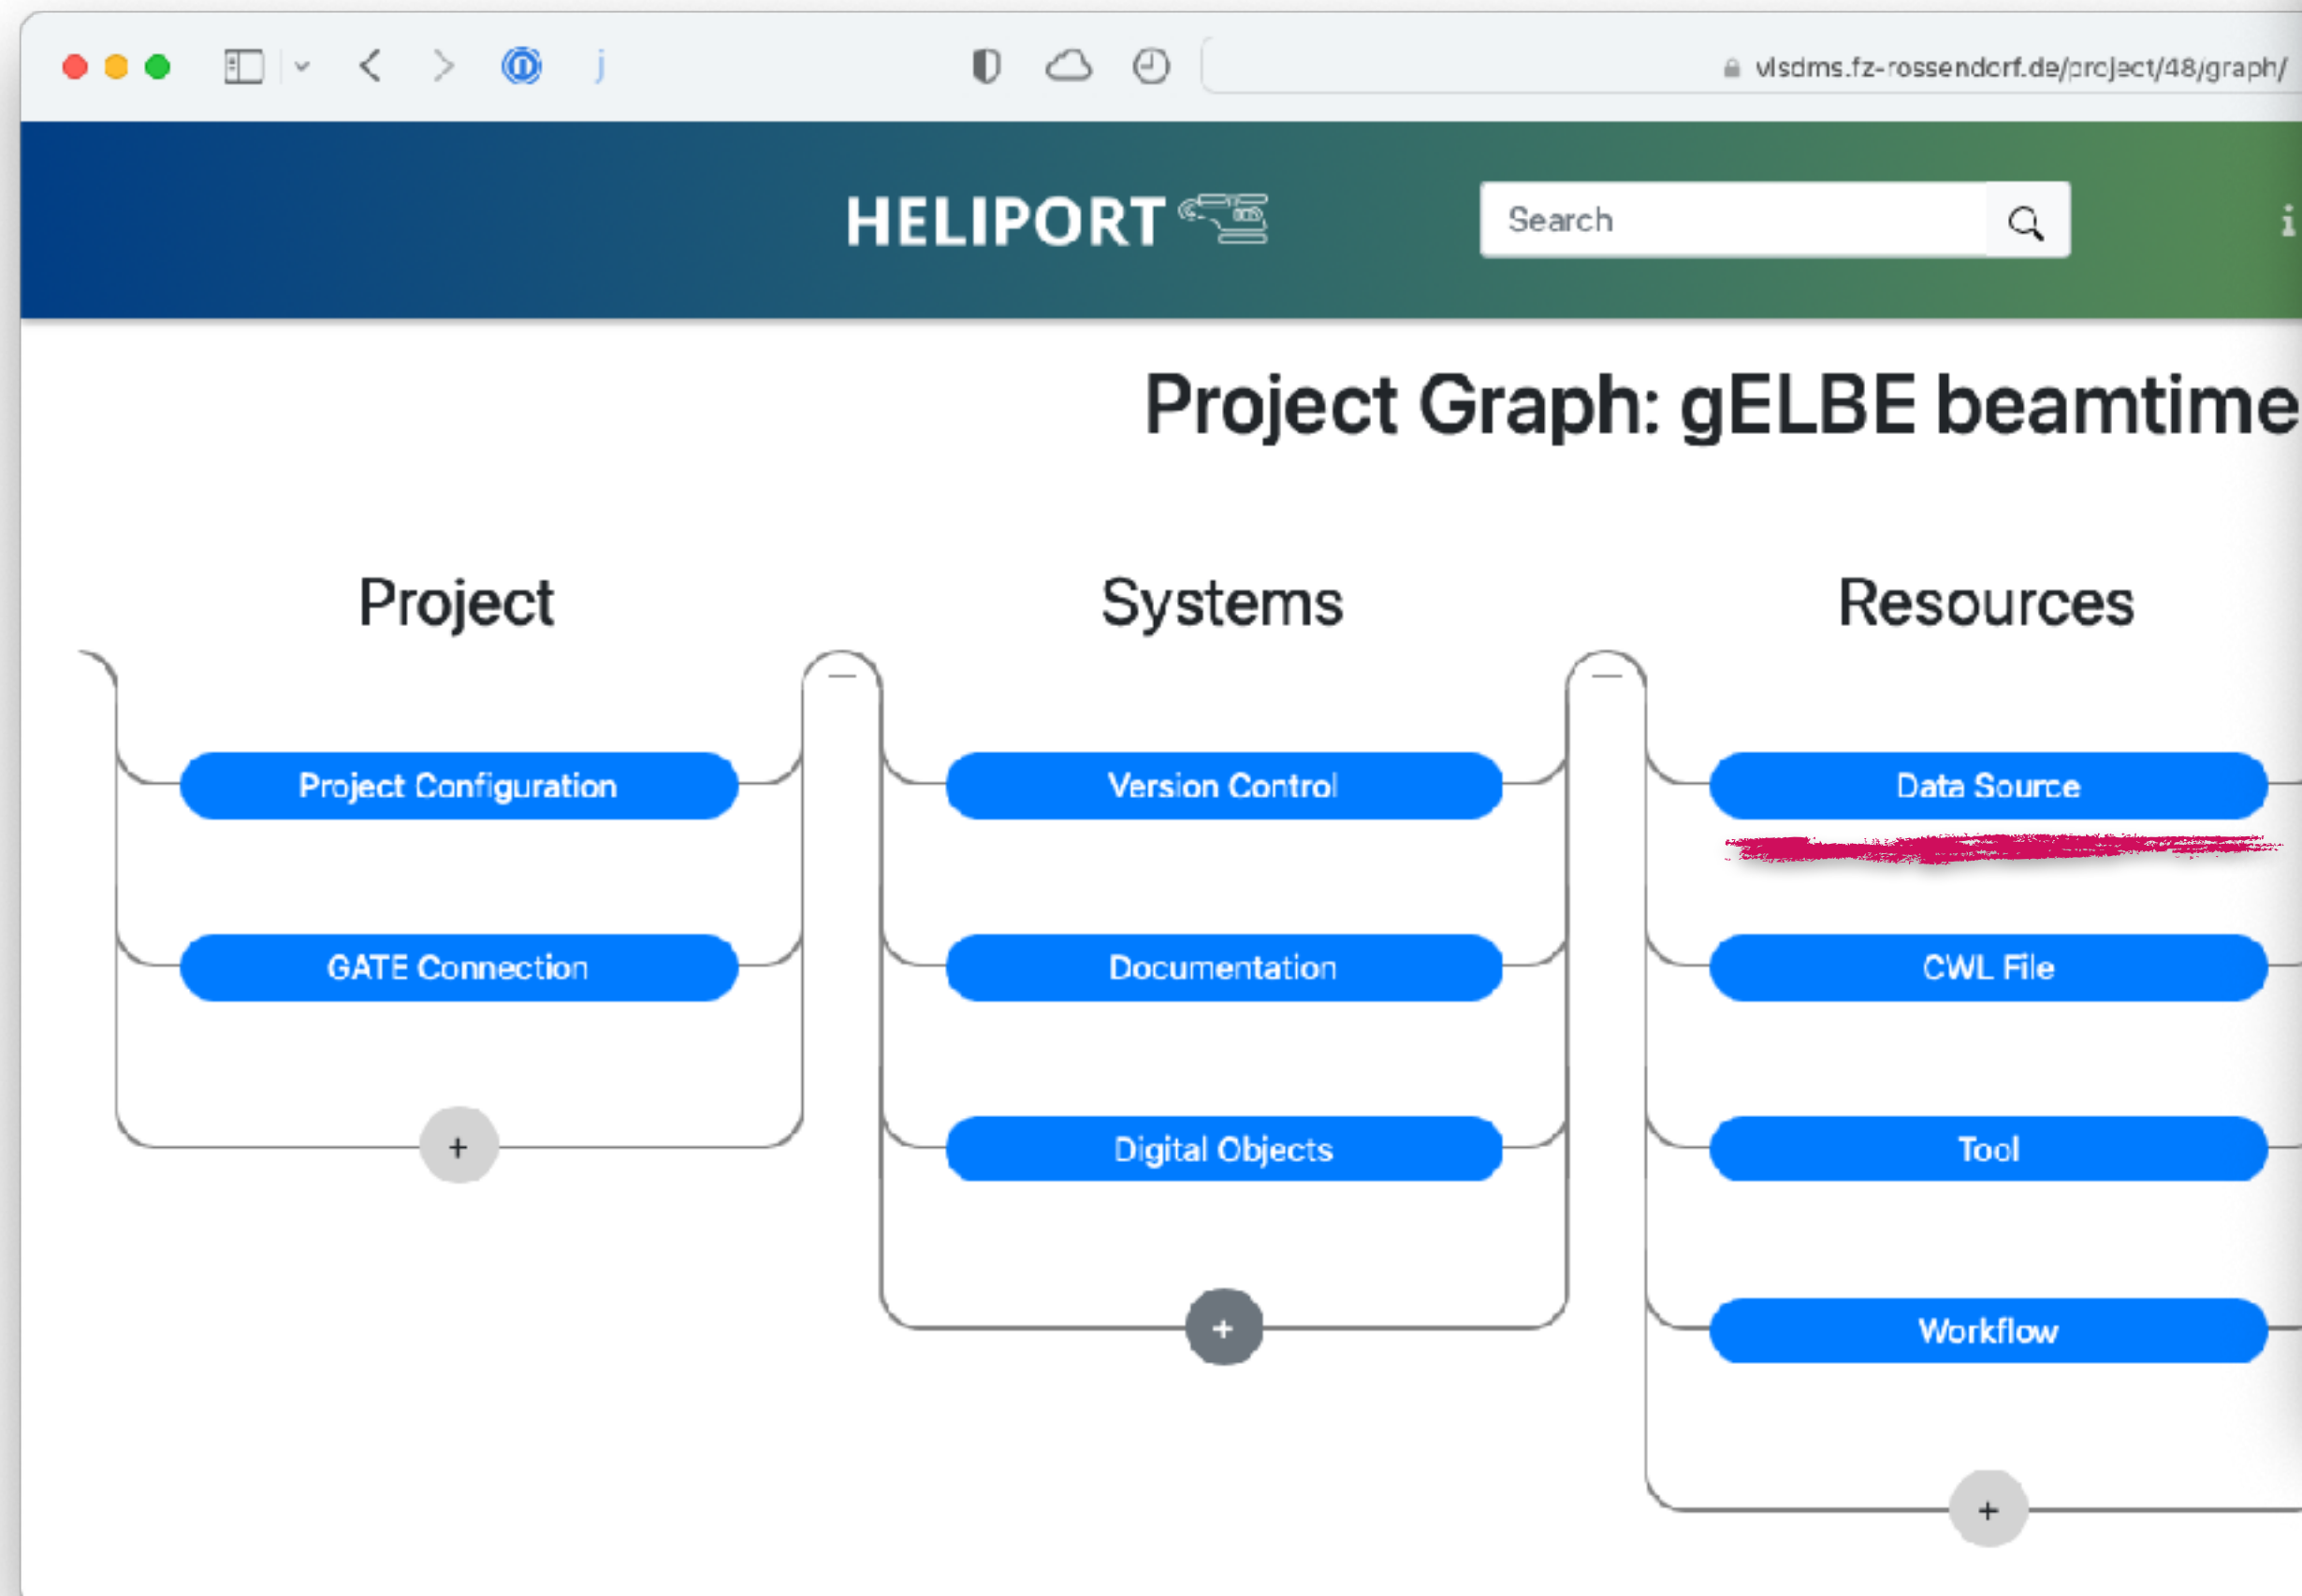 j
vlsdms.fz-rossendorf.de/project/48/graph/
HELIPORT
Search
i
Project Graph: gELBE beamtime
Project
Systems
Resources
Project Configuration
Version Control
Data Source
GATE Connection
Documentation
CWL File
+
Digital Objects
Tool
+
Workflow
+